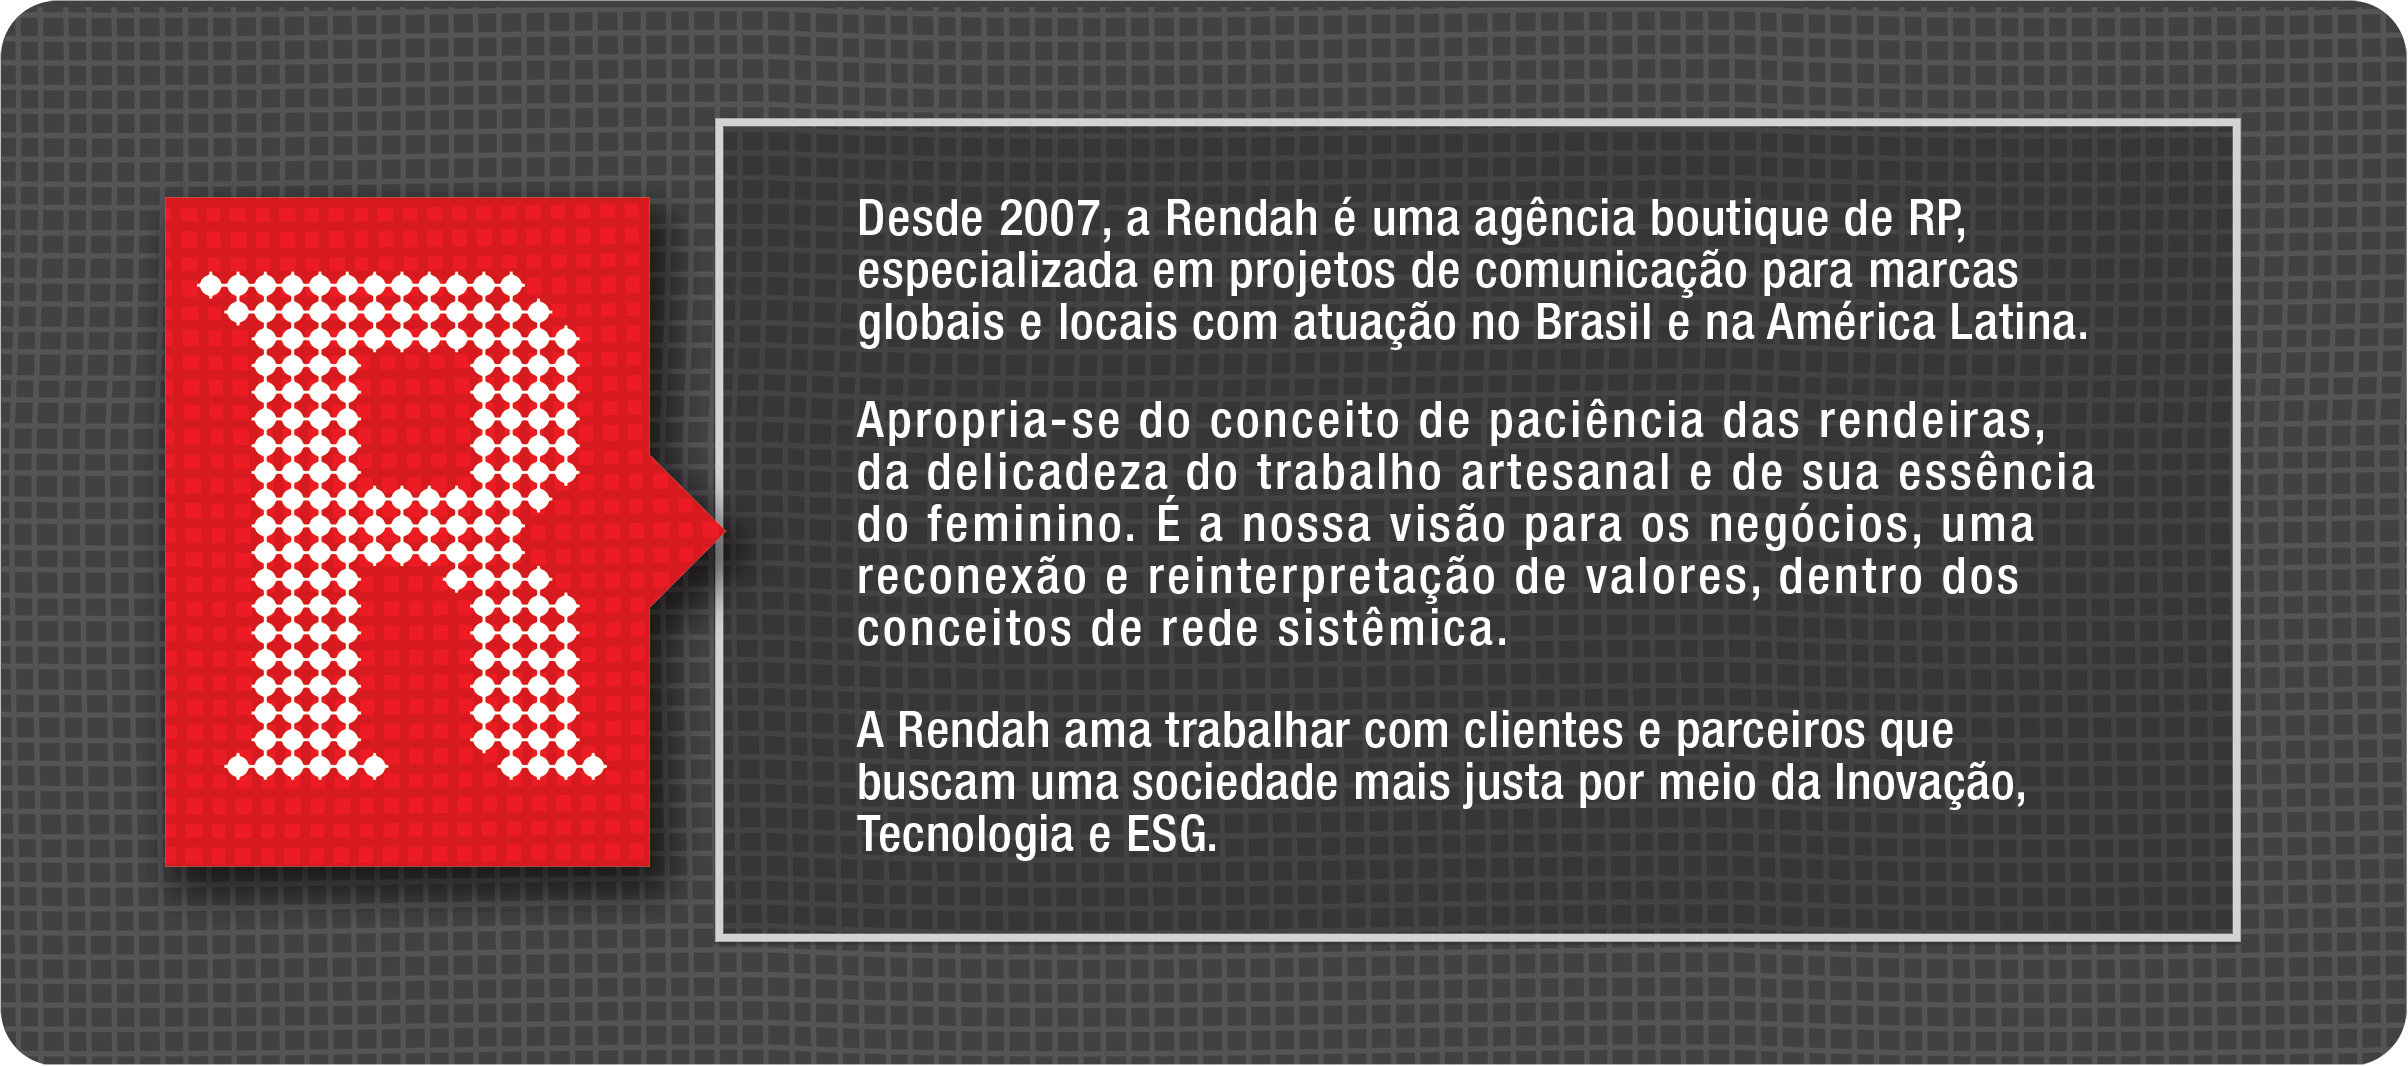 R
Desde 2007, a Rendah é uma agência boutique de RP,
especializada em projetos de comunicação para marcas
globais e locais com atuação no Brasil e na América Latina.
Apropria-se do conceito de paciência das rendeiras,
da delicadeza do trabalho artesanal e de sua essência
do feminino. É a nossa visão para os negócios, uma
reconexão e reinterpretação de valores, dentro dos
conceitos de rede sistêmica.
A Rendah ama trabalhar com clientes e parceiros que
buscam uma sociedade mais justa por meio da Inovação,
Tecnologia e ESG.